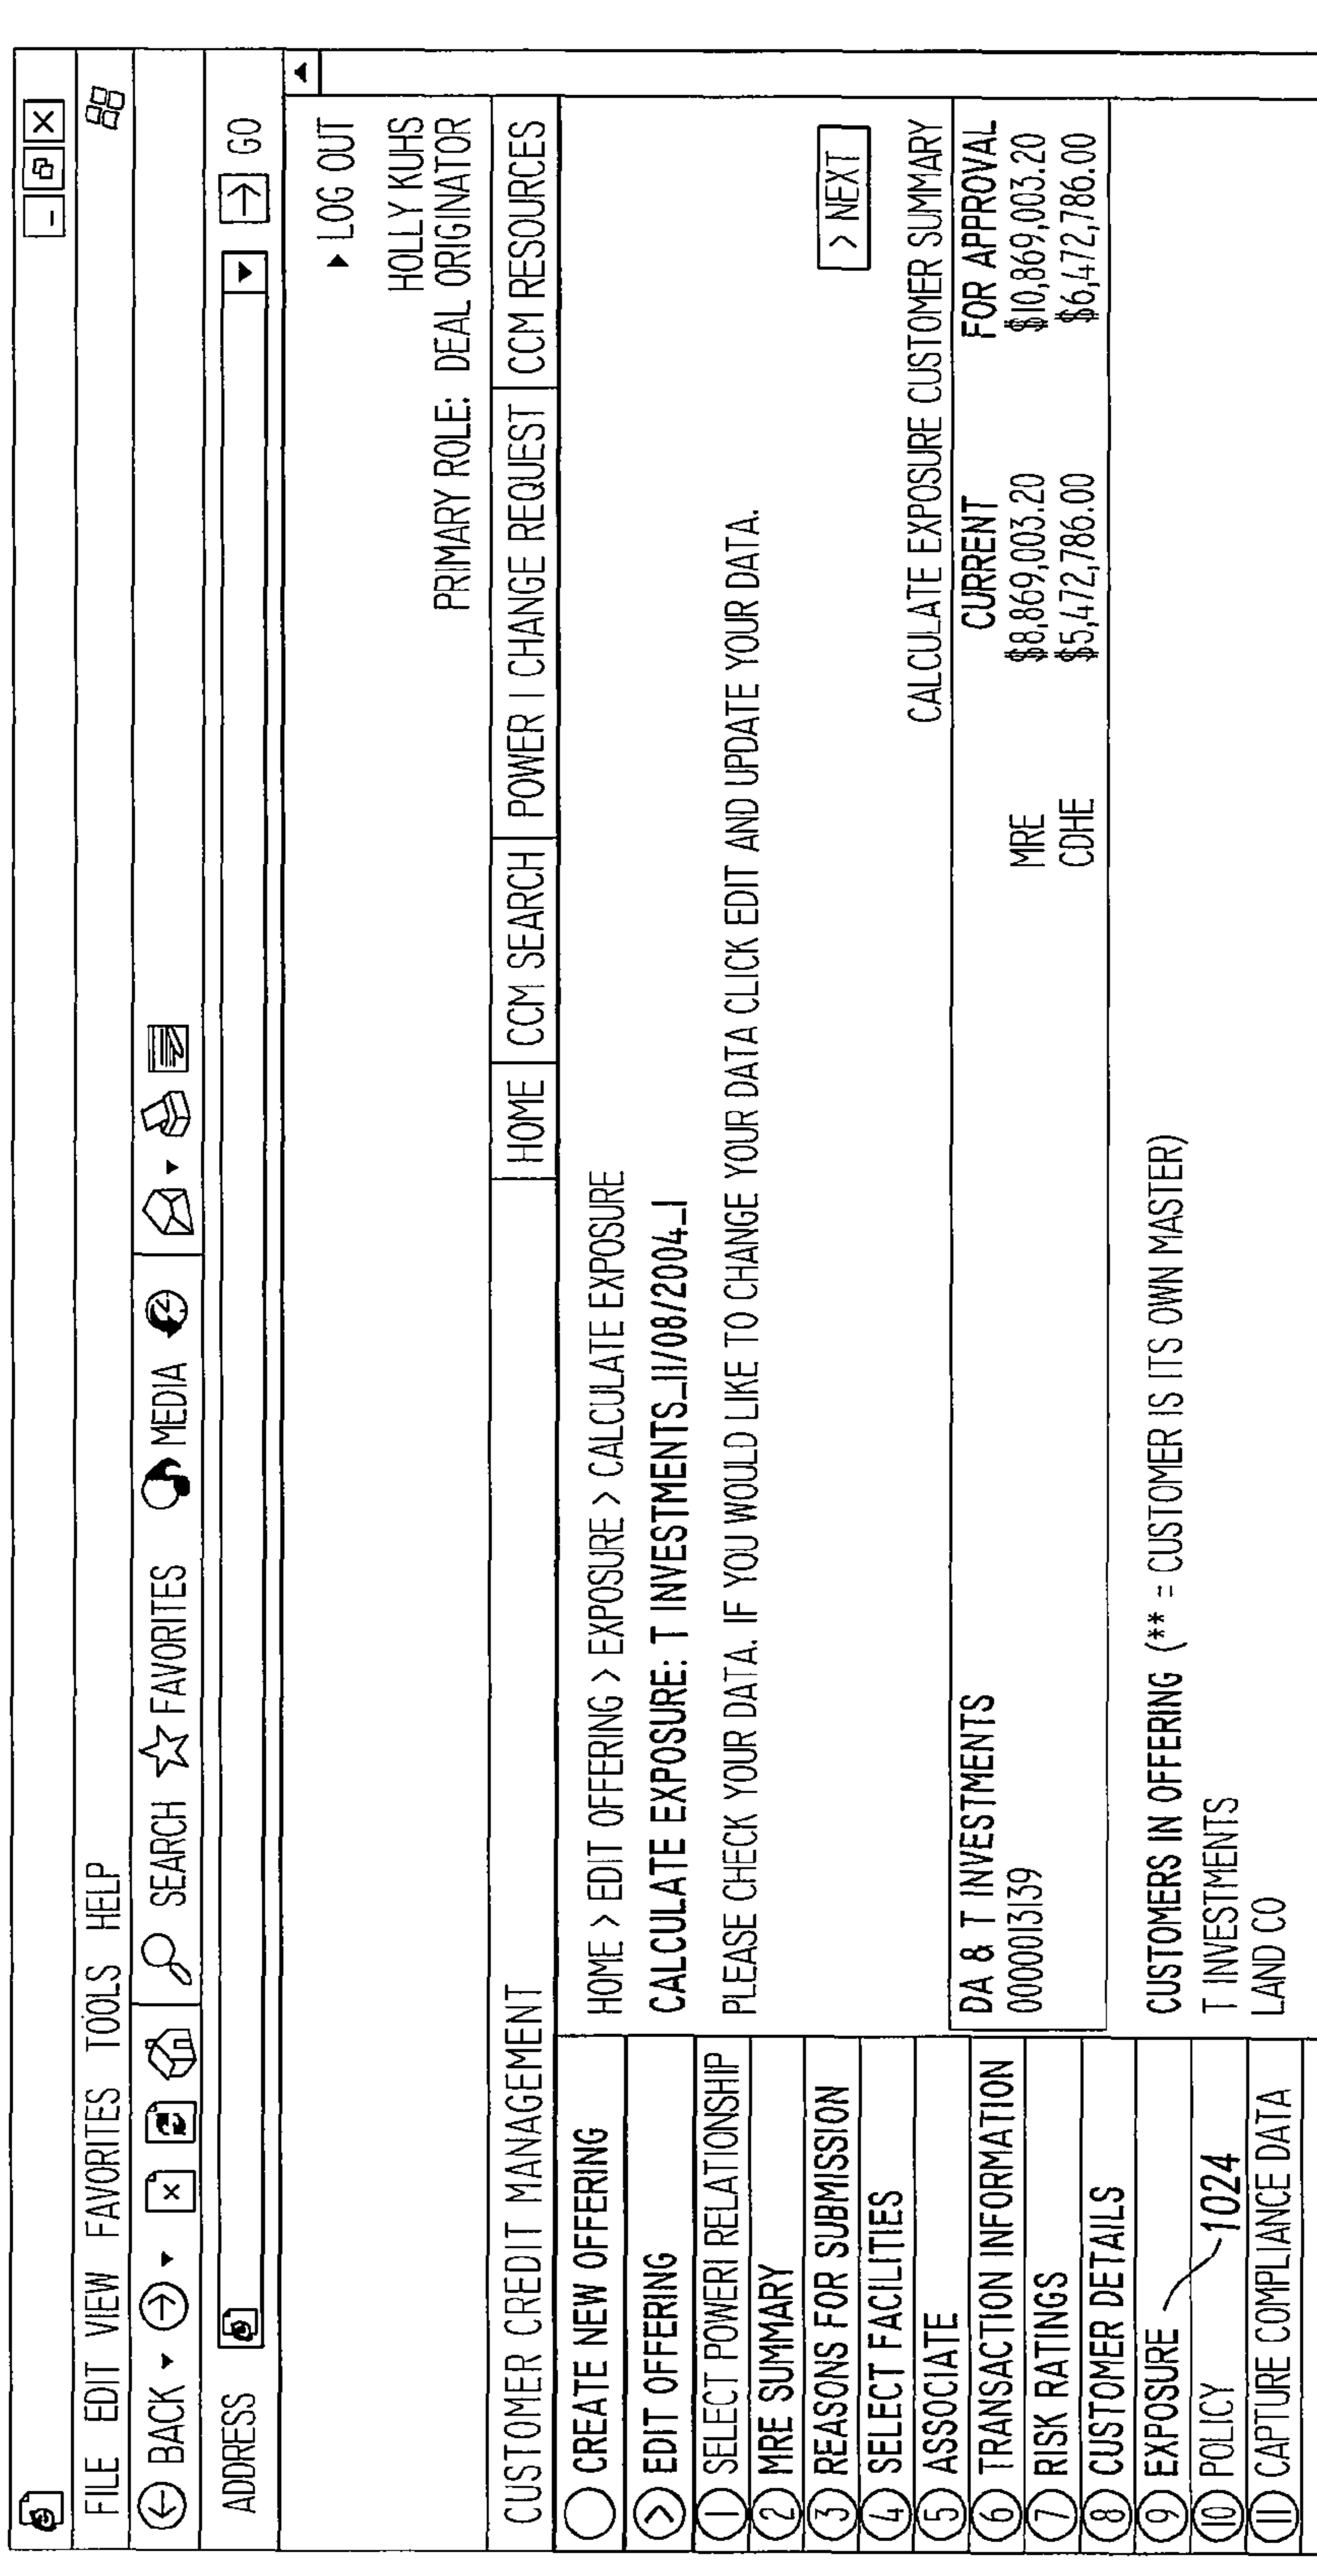 FILE EDIT VIEW FAVORITES TOOLS HELP
BACK SEARCH FAVORITES MEDIA
ADDRESS GO
LOG OUT
HOLLY KUHS
PRIMARY ROLE: DEAL ORIGINATOR
CUSTOMER CREDIT MANAGEMENT HOME CCM SEARCH POWER I CHANGE REQUEST CCM RESOURCES
CREATE NEW OFFERING
> EDIT OFFERING
1 SELECT POWERI RELATIONSHIP
2 MRE SUMMARY
3 REASONS FOR SUBMISSION
4 SELECT FACILITIES
5 ASSOCIATE
6 TRANSACTION INFORMATION
7 RISK RATINGS
8 CUSTOMER DETAILS
9 EXPOSURE
1024
10 POLICY
11 CAPTURE COMPLIANCE DATA
HOME > EDIT OFFERING > EXPOSURE > CALCULATE EXPOSURE
CALCULATE EXPOSURE: T INVESTMENTS_11/08/2004_1
PLEASE CHECK YOUR DATA. IF YOU WOULD LIKE TO CHANGE YOUR DATA CLICK EDIT AND UPDATE YOUR DATA.
> NEXT
CALCULATE EXPOSURE CUSTOMER SUMMARY
DA & T INVESTMENTS CURRENT FOR APPROVAL
0000013139 MRE $8,869,003.20 $10,869,003.20
CDHE $5,472,786.00 $6,472,786.00
CUSTOMERS IN OFFERING (** = CUSTOMER IS ITS OWN MASTER)
T INVESTMENTS
LAND CO